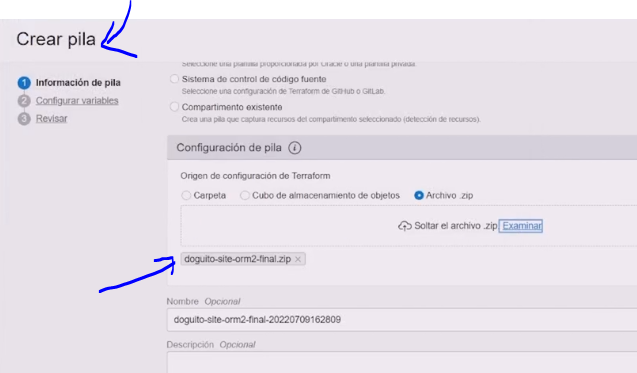 Crear pila
1 Información de pila
2 Configurar variables
3 Revisar
Seleccione una plantilla proporcionada por Oracle o una plantilla privada.
Sistema de control de código fuente
Seleccione una configuración de Terraform de GitHub o GitLab.
Compartimento existente
Crea una pila que captura recursos del compartimento seleccionado (detección de recursos).
Configuración de pila i
Origen de configuración de Terraform
Carpeta Cubo de almacenamiento de objetos Archivo .zip
Soltar el archivo .zip Examinar
doguito-site-orm2-final.zip ×
Nombre Opcional
doguito-site-orm2-final-20220709162809
Descripción Opcional